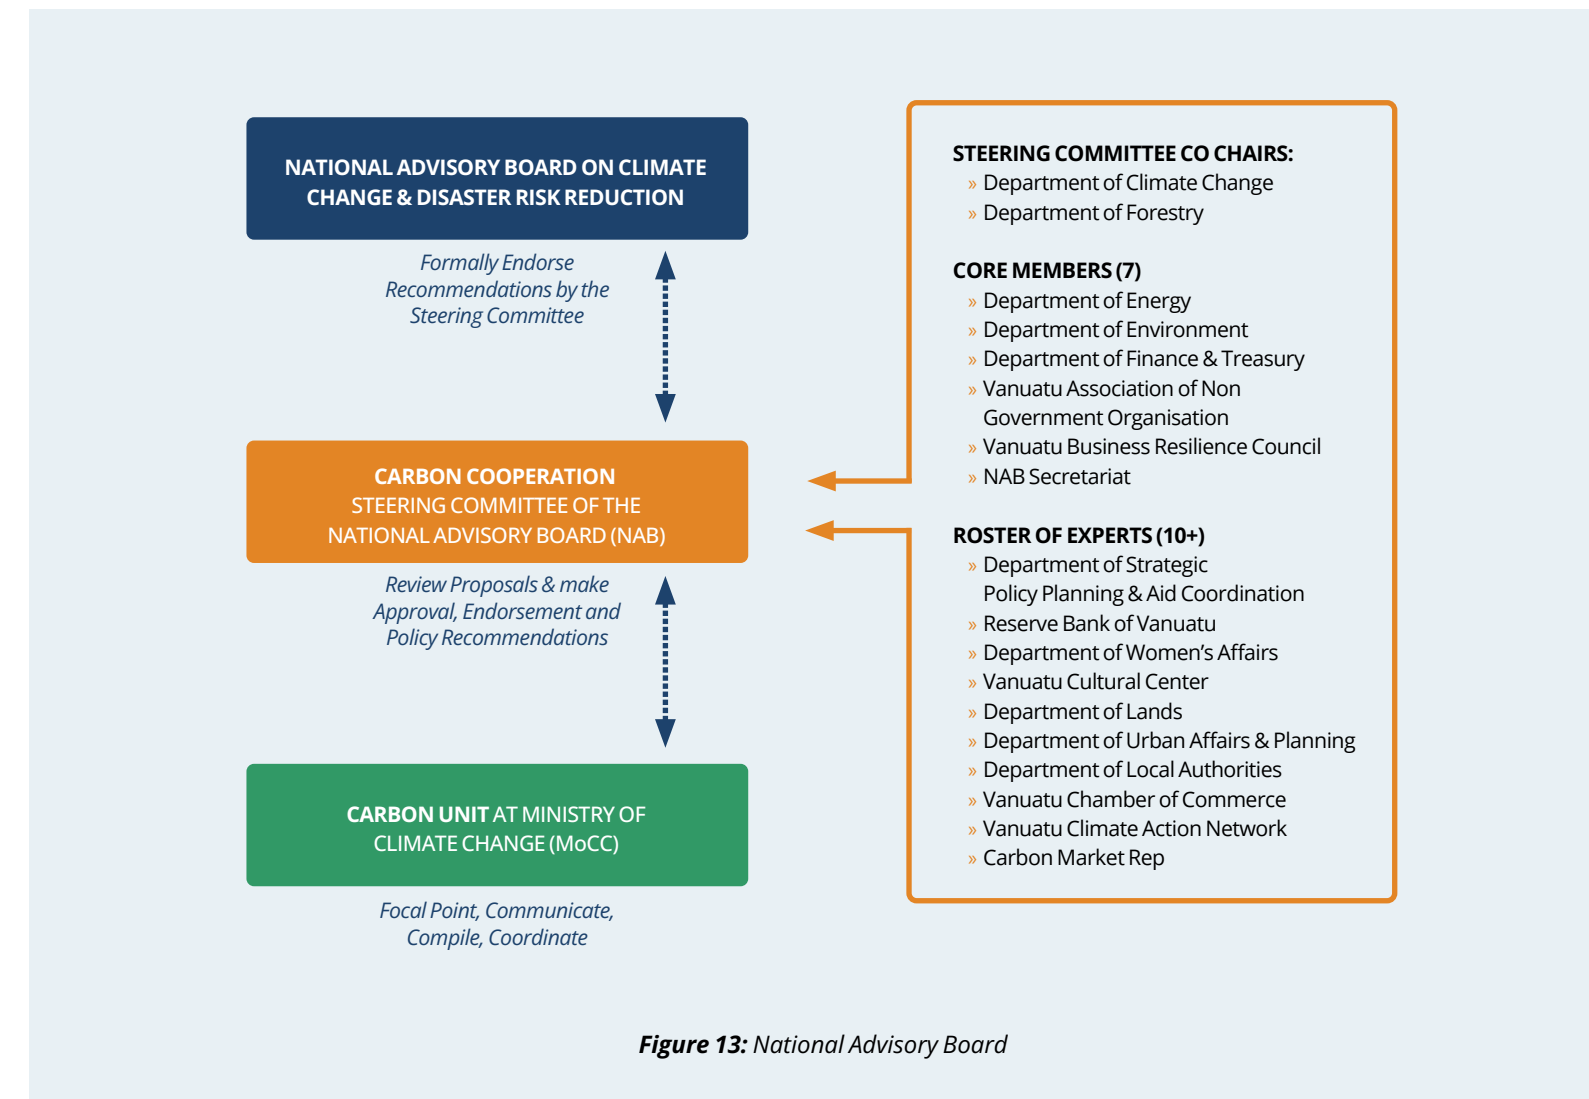 NATIONAL ADVISORY BOARD ON CLIMATE
CHANGE & DISASTER RISK REDUCTION
Formally Endorse
Recommendations by the
Steering Committee
CARBON COOPERATION
STEERING COMMITTEE OF THE
NATIONAL ADVISORY BOARD (NAB)
Review Proposals & make
Approval, Endorsement and
Policy Recommendations
CARBON UNIT AT MINISTRY OF
CLIMATE CHANGE (MoCC)
Focal Point, Communicate,
Compile, Coordinate
STEERING COMMITTEE CO CHAIRS:
» Department of Climate Change
» Department of Forestry
CORE MEMBERS (7)
» Department of Energy
» Department of Environment
» Department of Finance & Treasury
» Vanuatu Association of Non
Government Organisation
» Vanuatu Business Resilience Council
» NAB Secretariat
ROSTER OF EXPERTS (10+)
» Department of Strategic
Policy Planning & Aid Coordination
» Reserve Bank of Vanuatu
» Department of Women’s Affairs
» Vanuatu Cultural Center
» Department of Lands
» Department of Urban Affairs & Planning
» Department of Local Authorities
» Vanuatu Chamber of Commerce
» Vanuatu Climate Action Network
» Carbon Market Rep
Figure 13: National Advisory Board